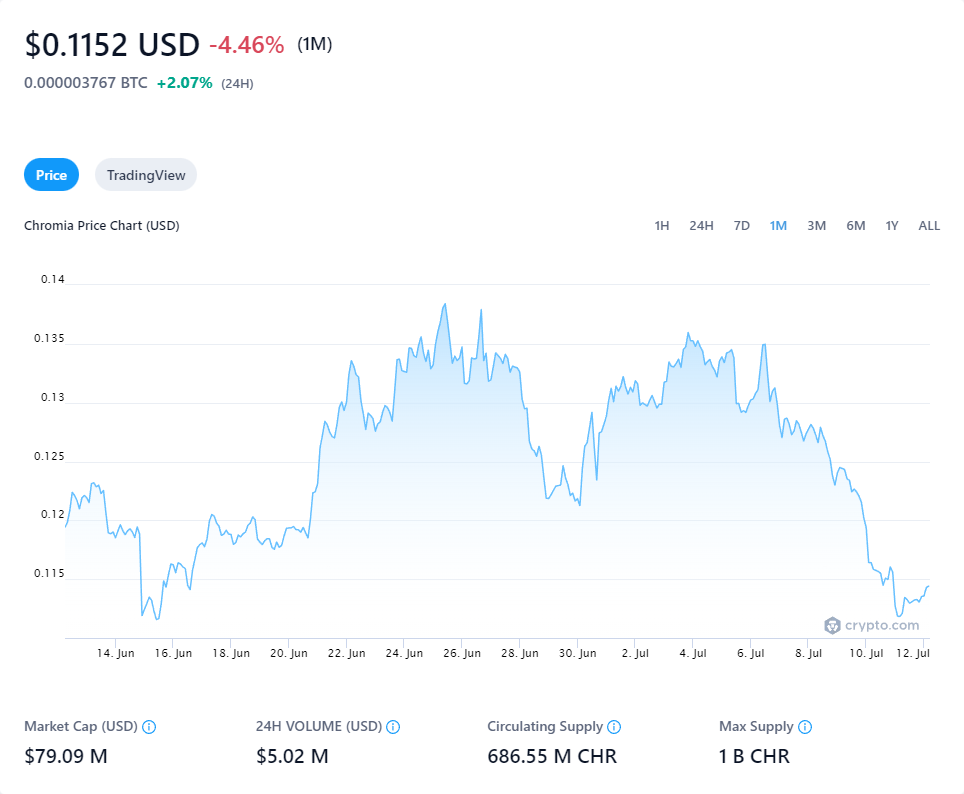 $0.1152 USD -4.46% (1M)
0.000003767 BTC +2.07% (24H)
Price TradingView
Chromia Price Chart (USD)
1H 24H 7D 1M 3M 6M 1Y ALL
0.14
0.135
0.13
0.125
0.12
0.115
crypto.com
14. Jun 16. Jun 18. Jun 20. Jun 22. Jun 24. Jun 26. Jun 28. Jun 30. Jun 2. Jul 4. Jul 6. Jul 8. Jul 10. Jul 12. Jul
Market Cap (USD) 24H VOLUME (USD) Circulating Supply Max Supply
$79.09 M $5.02 M 686.55 M CHR 1 B CHR